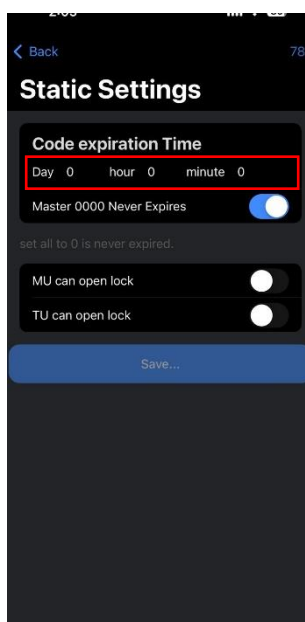 Back
78
Static Settings
Code expiration Time
Day 0 hour 0 minute 0
Master 0000 Never Expires
set all to 0 is never expired.
MU can open lock
TU can open lock
Save...